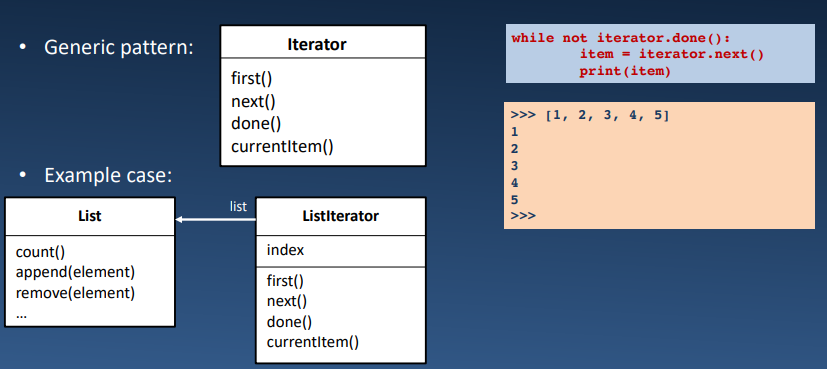 • Generic pattern:
Iterator
first()
next()
done()
currentItem()
while not iterator.done():
item = iterator.next()
print(item)
>>> [1, 2, 3, 4, 5]
1
2
3
4
5
>>>
• Example case:
List
count()
append(element)
remove(element)
...
list
ListIterator
index
first()
next()
done()
currentItem()